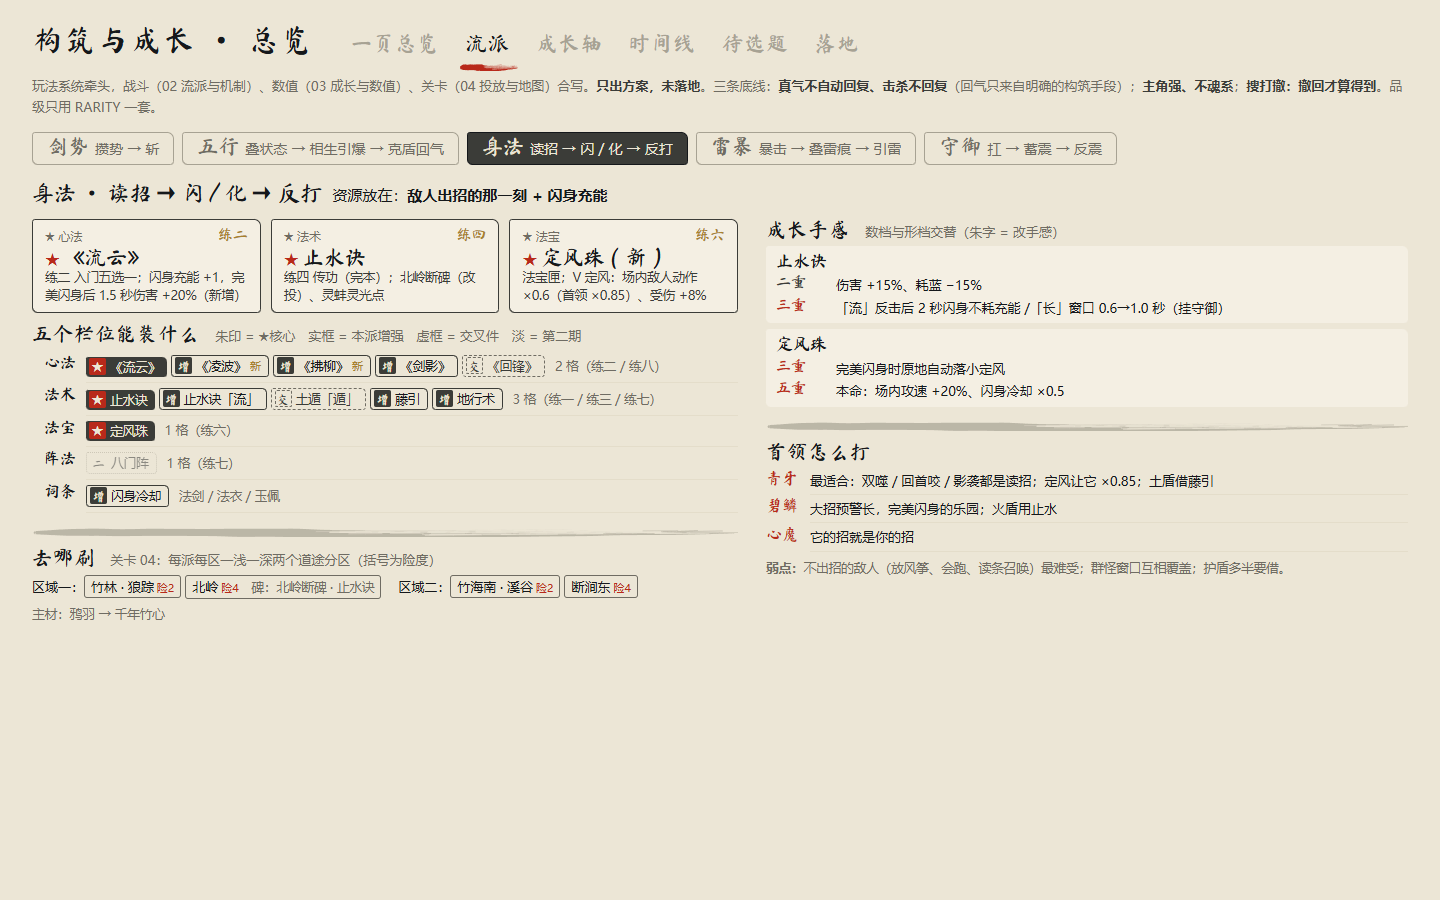 构筑与成长 · 总览 一页总览 流派 成长轴 时间线 待选题 落地
玩法系统牵头，战斗（02 流派与机制）、数值（03 成长与数值）、关卡（04 投放与地图）合写。只出方案，未落地。三条底线：真气不自动回复、击杀不回复（回气只来自明确的构筑手段）；主角强、不魂系；搜打撤：撤回才算得到。品
级只用 RARITY 一套。
剑势 攒势 → 斩 五行 叠状态 → 相生引爆 → 克盾回气 身法 读招 → 闪 / 化 → 反打 雷暴 暴击 → 叠雷痕 → 引雷 守御 扛 → 蓄震 → 反震
身法 · 读招 → 闪 / 化 → 反打 资源放在：敌人出招的那一刻 + 闪身充能
★ 心法 练二
★ 《流云》
练二 入门五选一；闪身充能 +1，完
美闪身后 1.5 秒伤害 +20%（新增）
★ 法术 练四
★ 止水诀
练四 传功（完本）；北岭断碑（改
投）、灵蚌灵光点
★ 法宝 练六
★ 定风珠（新）
法宝匣；V 定风：场内敌人动作
×0.6（首领 ×0.85）、受伤 +8%
五个栏位能装什么 朱印 = ★核心 实框 = 本派增强 虚框 = 交叉件 淡 = 第二期
心法 ★ 《流云》 增 《凌波》 新 增 《拂柳》 新 增 《剑影》 交 《回锋》 2 格（练二 / 练八）
法术 ★ 止水诀 增 止水诀「流」 交 土遁「遁」 增 藤引 增 地行术 3 格（练一 / 练三 / 练七）
法宝 ★ 定风珠 1 格（练六）
阵法 二 八门阵 1 格（练七）
词条 增 闪身冷却 法剑 / 法衣 / 玉佩
去哪刷 关卡 04：每派每区一浅一深两个道途分区（括号为险度）
区域一： 竹林 · 狼踪 险2 北岭 险4 碑：北岭断碑 · 止水诀 区域二： 竹海南 · 溪谷 险2 断涧东 险4
主材：鸦羽 → 千年竹心
成长手感 数档与形档交替（朱字 = 改手感）
止水诀
二重 伤害 +15%、耗蓝 −15%
三重 「流」反击后 2 秒闪身不耗充能 /「长」窗口 0.6→1.0 秒（挂守御）
定风珠
三重 完美闪身时原地自动落小定风
五重 本命：场内攻速 +20%、闪身冷却 ×0.5
首领怎么打
青牙 最适合：双噬 / 回首咬 / 影袭都是读招；定风让它 ×0.85；土盾借藤引
碧鳞 大招预警长，完美闪身的乐园；火盾用止水
心魔 它的招就是你的招
弱点：不出招的敌人（放风筝、会跑、读条召唤）最难受；群怪窗口互相覆盖；护盾多半要借。